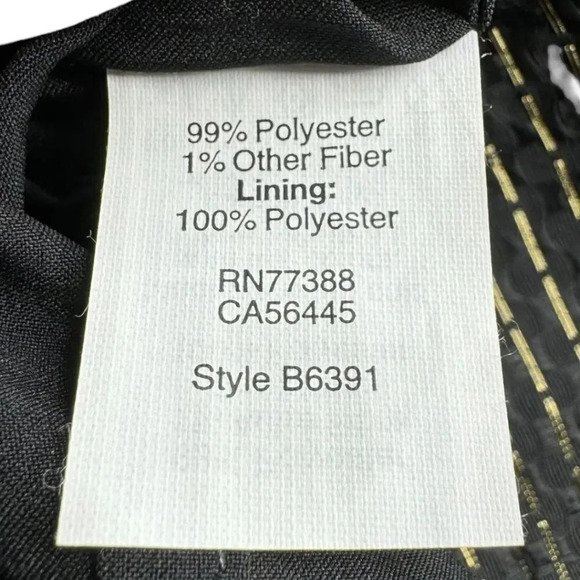 99% Polyester
1% Other Fiber
Lining:
100% Polyester
RN77388
CA56445
Style B6391